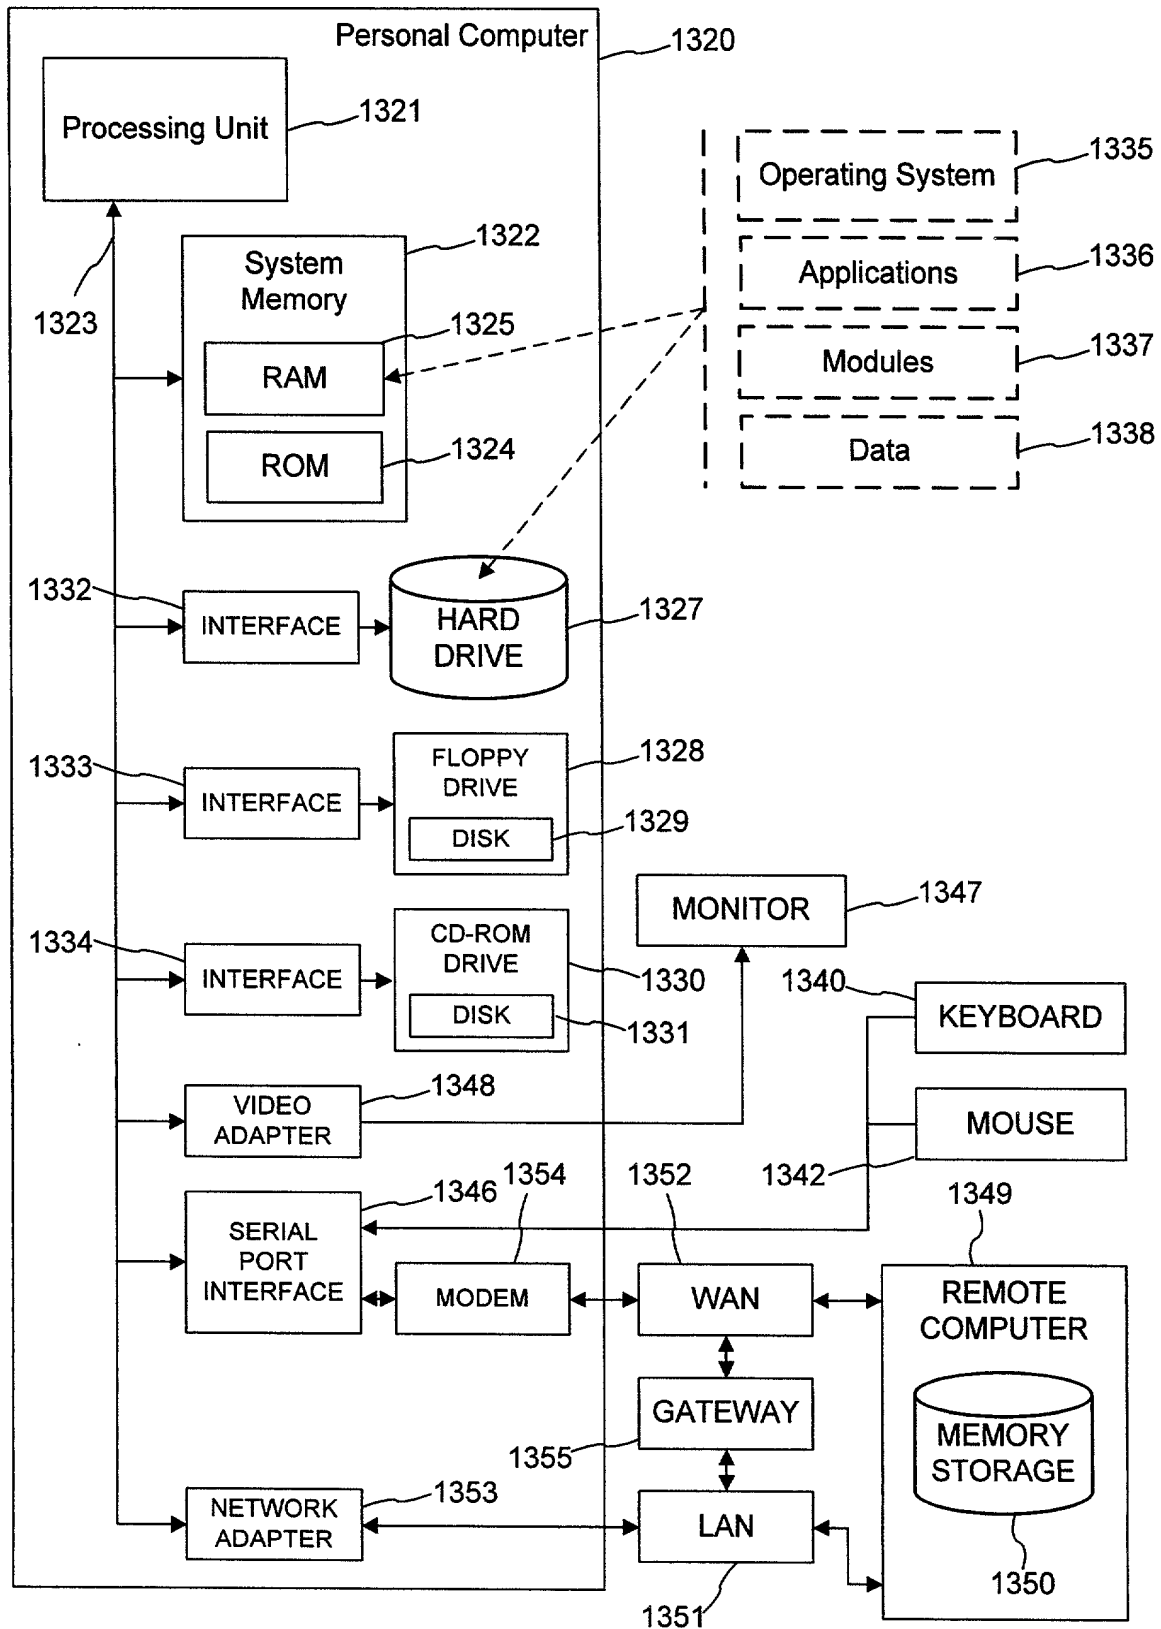 Personal Computer
1320
Processing Unit
1321
1323
System
Memory
1322
RAM
1325
ROM
1324
Operating System
1335
Applications
1336
Modules
1337
Data
1338
1332
INTERFACE
HARD
DRIVE
1327
1333
INTERFACE
FLOPPY
DRIVE
1328
DISK
1329
1334
INTERFACE
CD-ROM
DRIVE
1330
DISK
1331
MONITOR
1347
1340
KEYBOARD
MOUSE
1342
VIDEO
ADAPTER
1348
1346
SERIAL
PORT
INTERFACE
1354
MODEM
1352
WAN
1349
REMOTE
COMPUTER
GATEWAY
1355
MEMORY
STORAGE
1350
NETWORK
ADAPTER
1353
LAN
1351